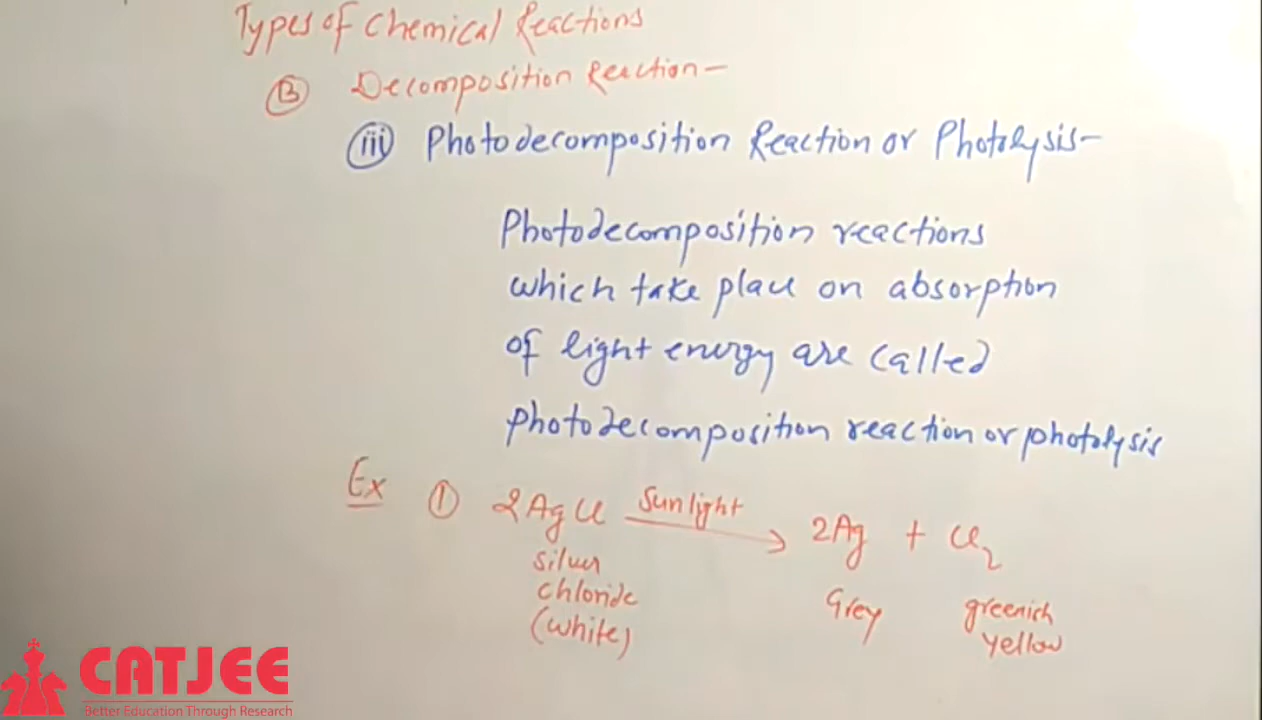 Types of Chemical Reactions
B Decomposition Reaction-
iii Photodecomposition Reaction or Photolysis-
Photodecomposition reactions
which take place on absorption
of light energy are called
photodecomposition reaction or photolysis
Ex 1 2AgCl Sunlight → 2Ag + Cl₂
silver
chloride
(white)
Grey
greenish
yellow
CATJEE
Better Education Through Research